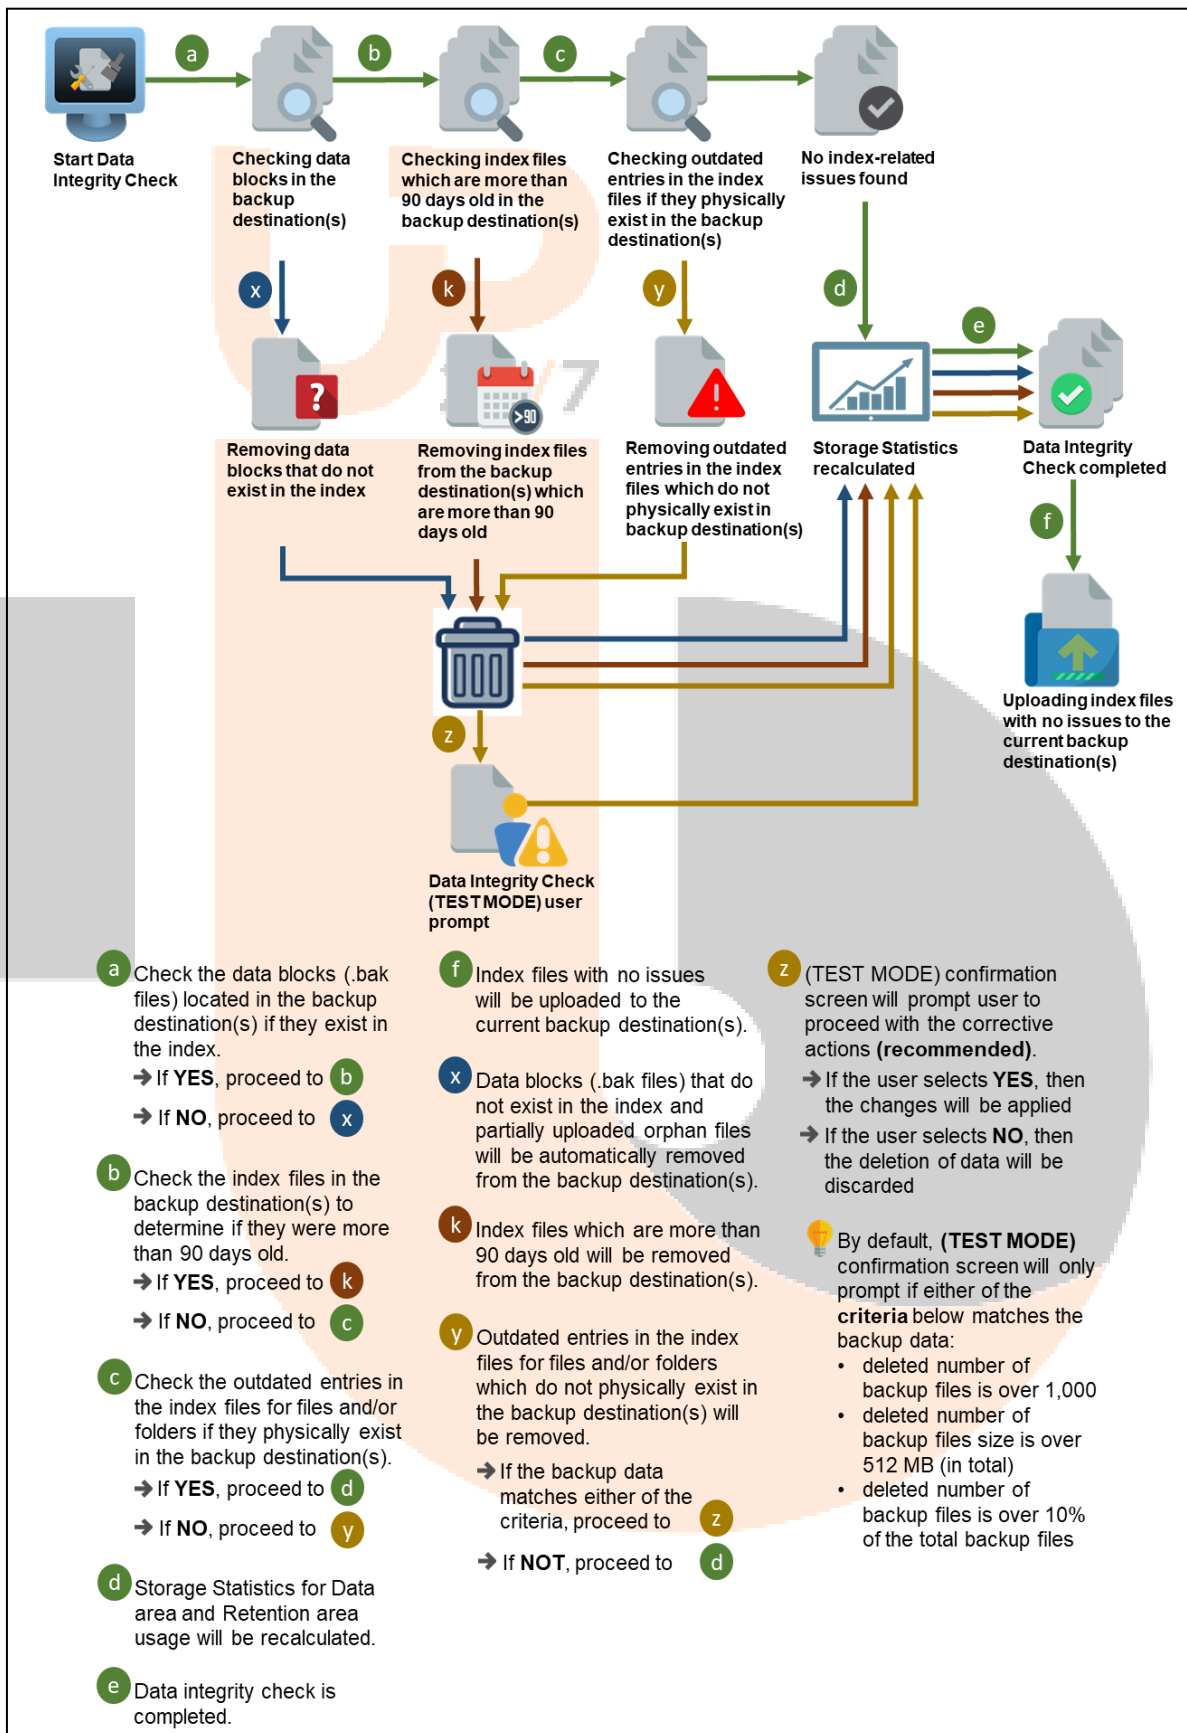 a
b
c
Start Data
Integrity Check
Checking data
blocks in the
backup
destination(s)
Checking index files
which are more than
90 days old in the
backup destination(s)
Checking outdated
entries in the index
files if they physically
exist in the backup
destination(s)
No index-related
issues found
x
k
y
d
e
?
>90
!
Removing data
blocks that do not
exist in the index
Removing index files
from the backup
destination(s) which
are more than 90
days old
Removing outdated
entries in the index
files which do not
physically exist in
backup destination(s)
Storage Statistics
recalculated
Data Integrity
Check completed
f
Uploading index files
with no issues to the
current backup
destination(s)
z
Data Integrity Check
(TEST MODE) user
prompt
a Check the data blocks (.bak
files) located in the backup
destination(s) if they exist in
the index.
➔ If YES, proceed to b
➔ If NO, proceed to x
b Check the index files in the
backup destination(s) to
determine if they were more
than 90 days old.
➔ If YES, proceed to k
➔ If NO, proceed to c
c Check the outdated entries in
the index files for files and/or
folders if they physically exist
in the backup destination(s).
➔ If YES, proceed to d
➔ If NO, proceed to y
d Storage Statistics for Data
area and Retention area
usage will be recalculated.
e Data integrity check is
completed.
f Index files with no issues
will be uploaded to the
current backup destination(s).
x Data blocks (.bak files) that do
not exist in the index and
partially uploaded orphan files
will be automatically removed
from the backup destination(s).
k Index files which are more than
90 days old will be removed
from the backup destination(s).
y Outdated entries in the index
files for files and/or folders
which do not physically exist in
the backup destination(s) will
be removed.
➔ If the backup data
matches either of the
criteria, proceed to z
➔ If NOT, proceed to d
z (TEST MODE) confirmation
screen will prompt user to
proceed with the corrective
actions (recommended).
➔ If the user selects YES, then
the changes will be applied
➔ If the user selects NO, then
the deletion of data will be
discarded
By default, (TEST MODE)
confirmation screen will only
prompt if either of the
criteria below matches the
backup data:
• deleted number of
backup files is over 1,000
• deleted number of
backup files size is over
512 MB (in total)
• deleted number of
backup files is over 10%
of the total backup files